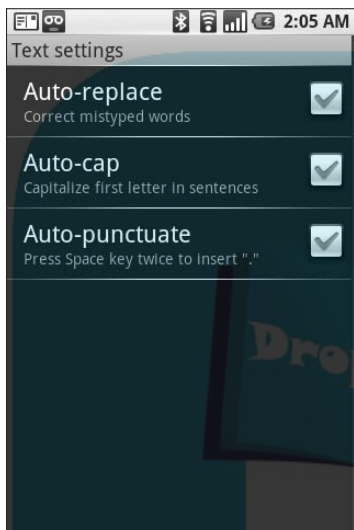 2:05 AM
Text settings
Auto-replace
Correct mistyped words
Auto-cap
Capitalize first letter in sentences
Auto-punctuate
Press Space key twice to insert "."
Drop